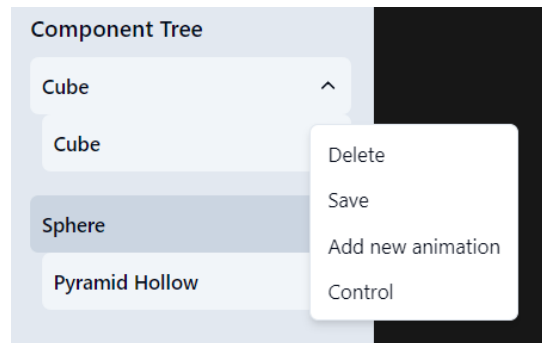 Component Tree
Cube
Cube
Sphere
Pyramid Hollow
Delete
Save
Add new animation
Control